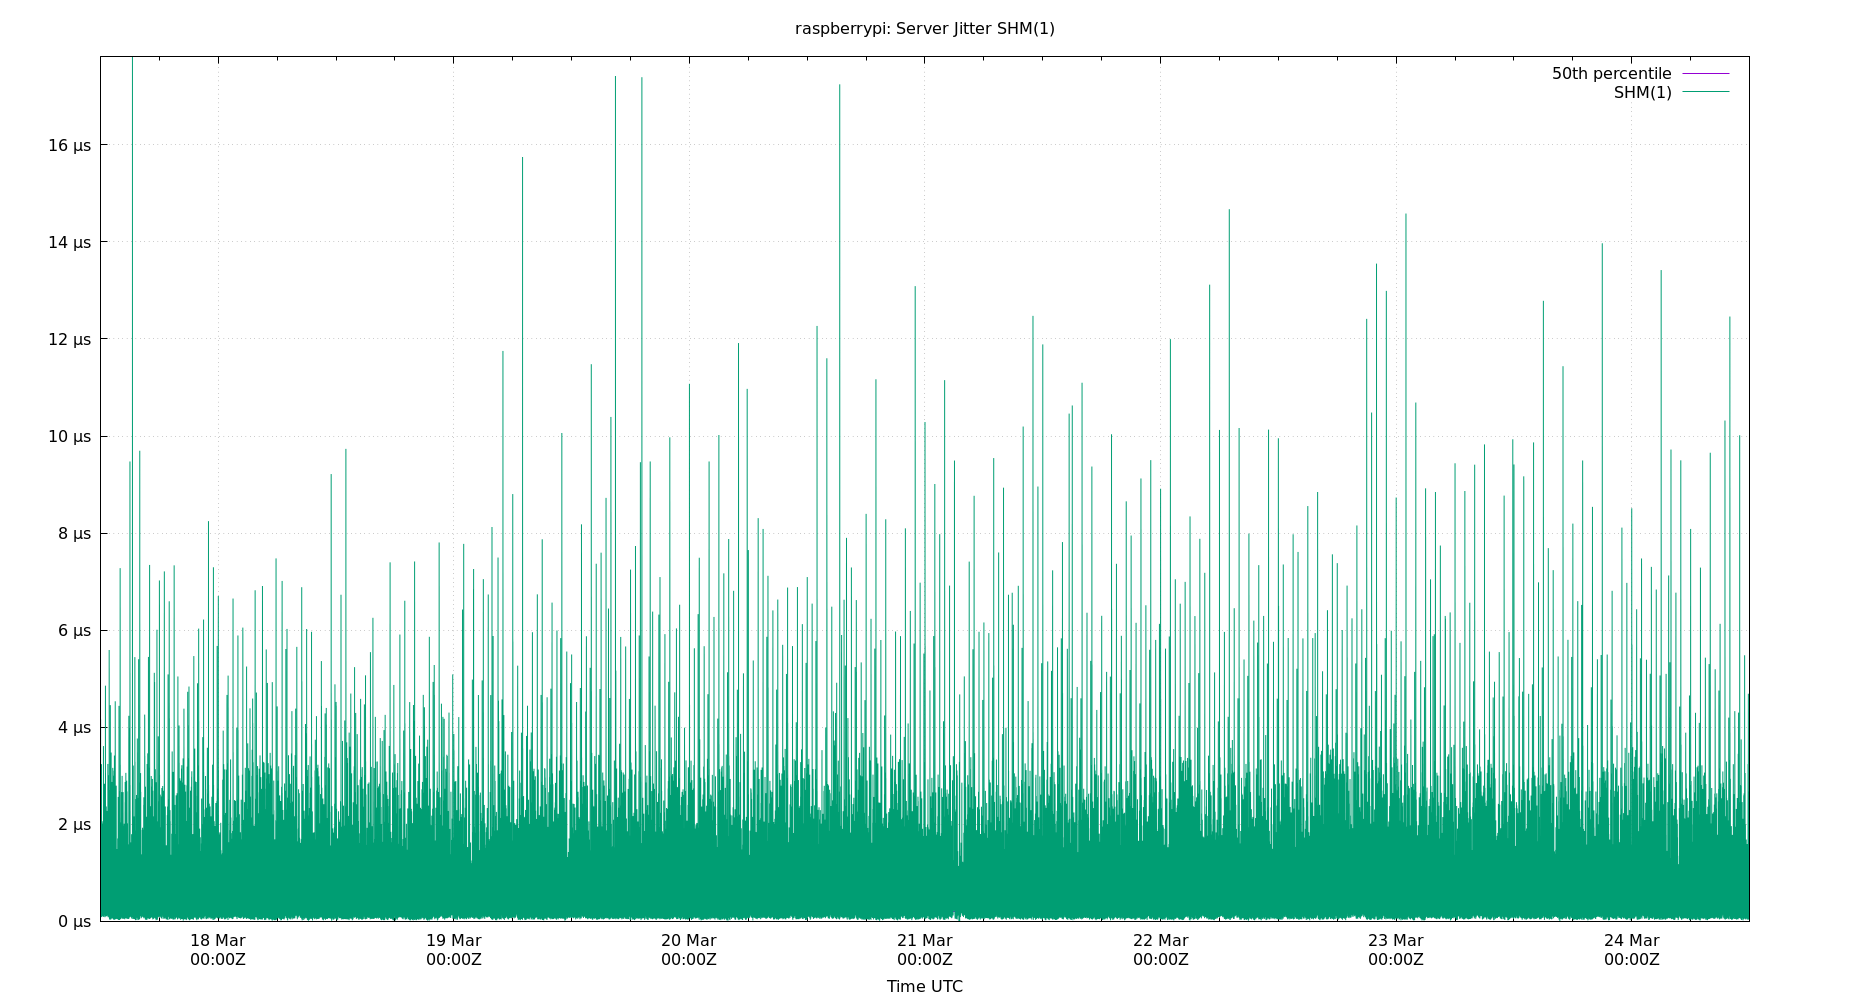 raspberrypi: Server Jitter SHM(1)
50th percentile
SHM(1)
16 µs
14 µs
12 µs
10 µs
8 µs
6 µs
4 µs
2 µs
0 µs
18 Mar 19 Mar 20 Mar 21 Mar 22 Mar 23 Mar 24 Mar
00:00Z 00:00Z 00:00Z 00:00Z 00:00Z 00:00Z 00:00Z
Time UTC